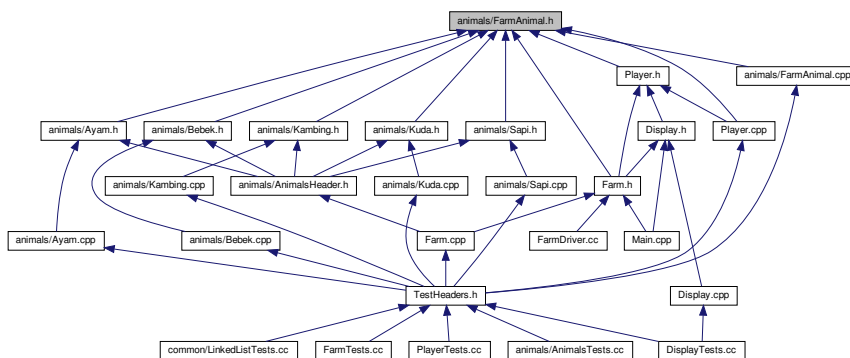 animals/FarmAnimal.h
Player.h
animals/FarmAnimal.cpp
animals/Ayam.h
animals/Bebek.h
animals/Kambing.h
animals/Kuda.h
animals/Sapi.h
Display.h
Player.cpp
animals/Kambing.cpp
animals/AnimalsHeader.h
animals/Kuda.cpp
animals/Sapi.cpp
Farm.h
animals/Ayam.cpp
animals/Bebek.cpp
Farm.cpp
FarmDriver.cc
Main.cpp
TestHeaders.h
Display.cpp
common/LinkedListTests.cc
FarmTests.cc
PlayerTests.cc
animals/AnimalsTests.cc
DisplayTests.cc